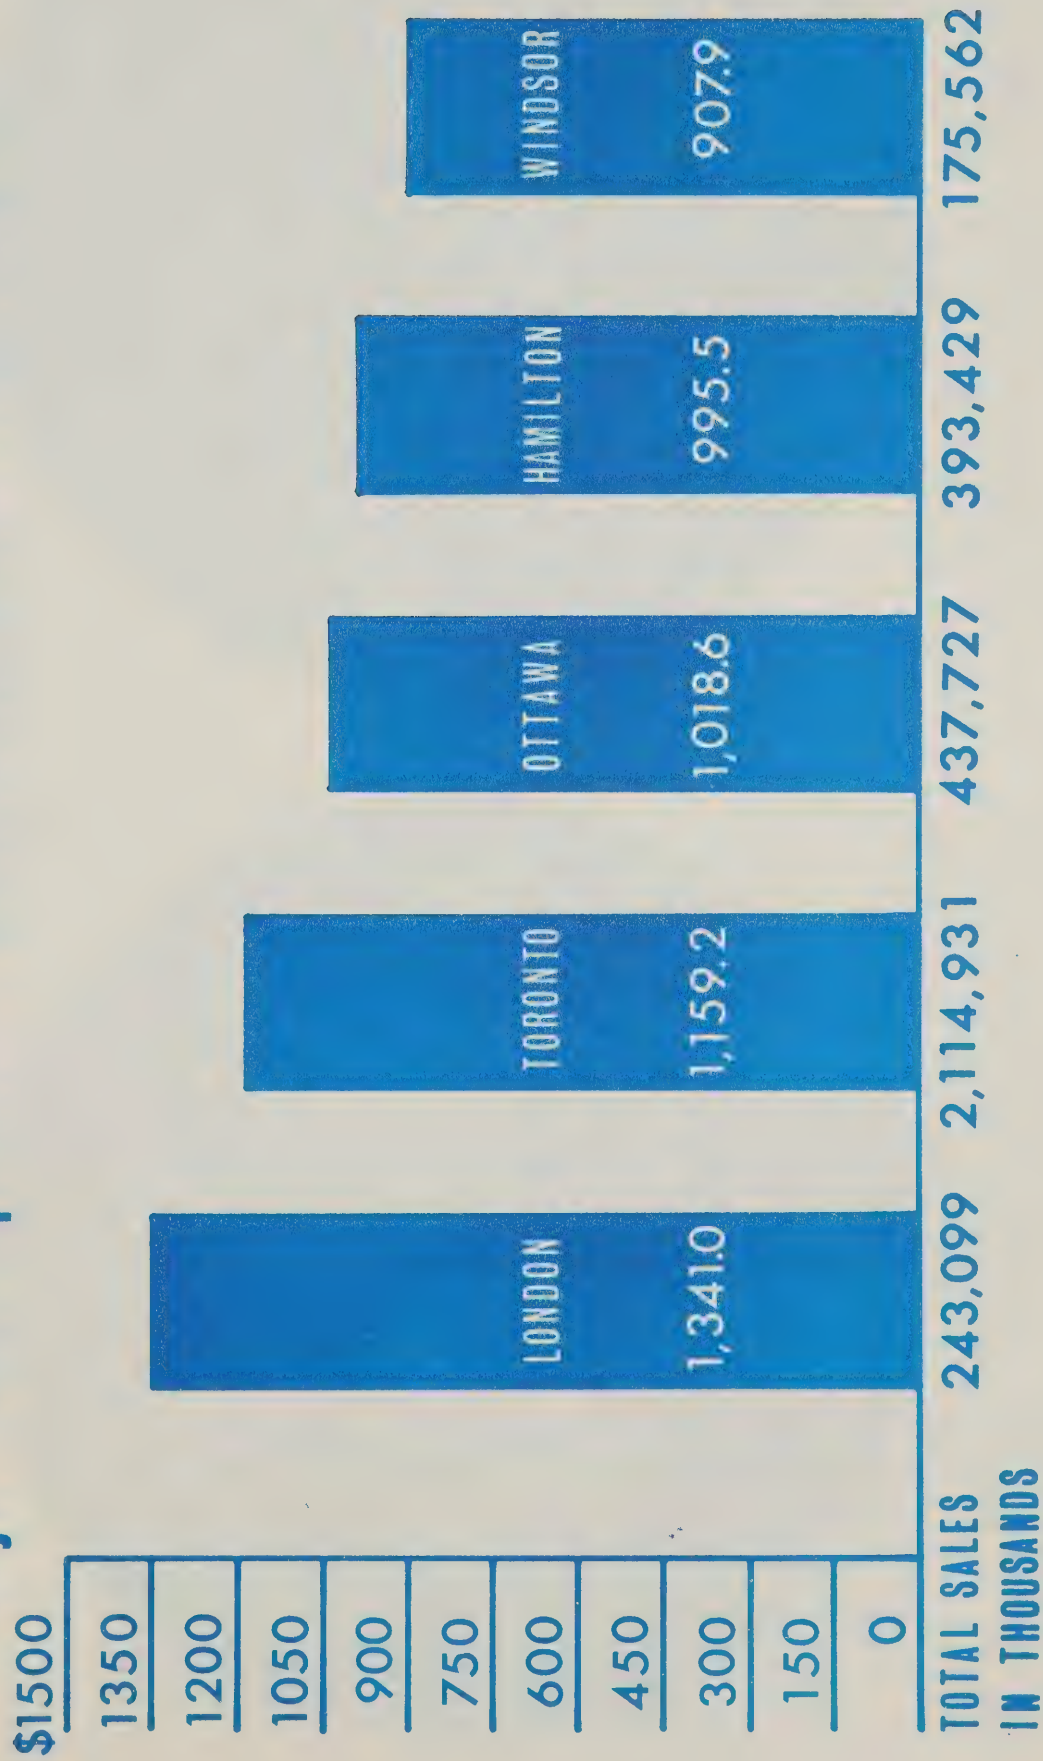 $1500
1350
1200
1050
900
750
600
450
300
150
0
LONDON
1,341.0
TORONTO
1,159.2
OTTAWA
1,018.6
HAMILTON
995.5
WINDSOR
907.9
TOTAL SALES 243,099 2,114,931 437,727 393,429 175,562
IN THOUSANDS